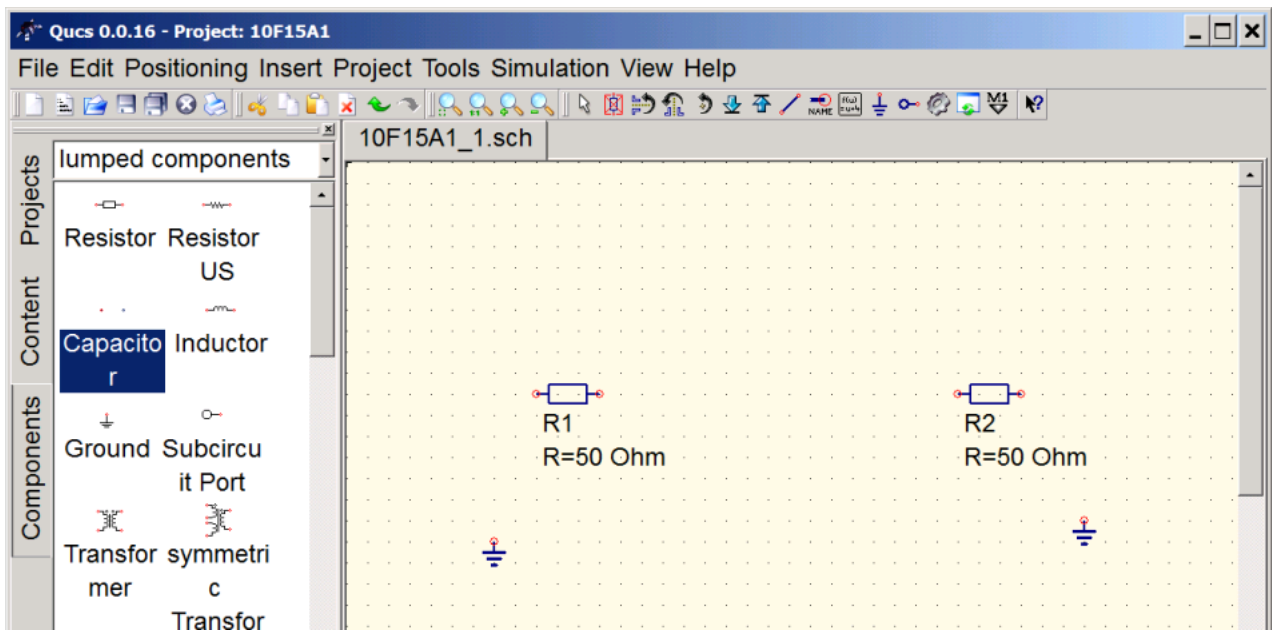 Qucs 0.0.16 - Project: 10F15A1
File Edit Positioning Insert Project Tools Simulation View Help
NAME
M1
10F15A1_1.sch
Projects
Content
Components
lumped components
Resistor Resistor
US
Capacito Inductor
r
Ground Subcircu
it Port
Transfor symmetri
mer c
Transfor
R1
R=50 Ohm
R2
R=50 Ohm